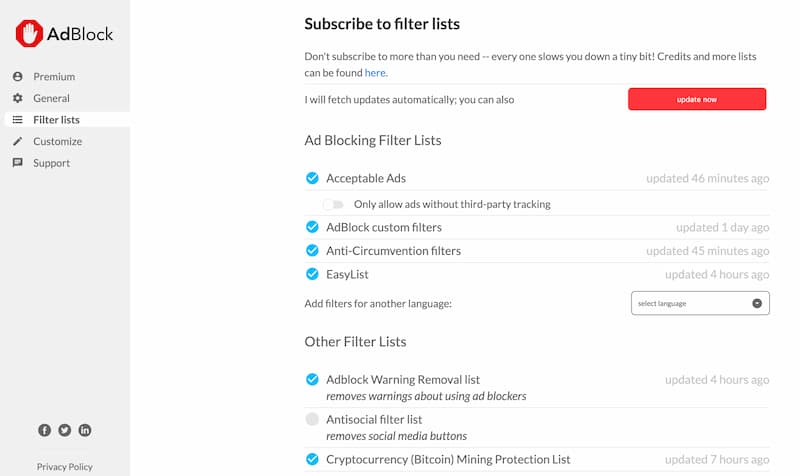 AdBlock
Premium
General
Filter lists
Customize
Support
Privacy Policy
Subscribe to filter lists
Don't subscribe to more than you need -- every one slows you down a tiny bit! Credits and more lists
can be found here.
I will fetch updates automatically; you can also
update now
Ad Blocking Filter Lists
Acceptable Ads updated 46 minutes ago
Only allow ads without third-party tracking
AdBlock custom filters updated 1 day ago
Anti-Circumvention filters updated 45 minutes ago
EasyList updated 4 hours ago
Add filters for another language: select language
Other Filter Lists
Adblock Warning Removal list updated 4 hours ago
removes warnings about using ad blockers
Antisocial filter list
removes social media buttons
Cryptocurrency (Bitcoin) Mining Protection List updated 7 hours ago